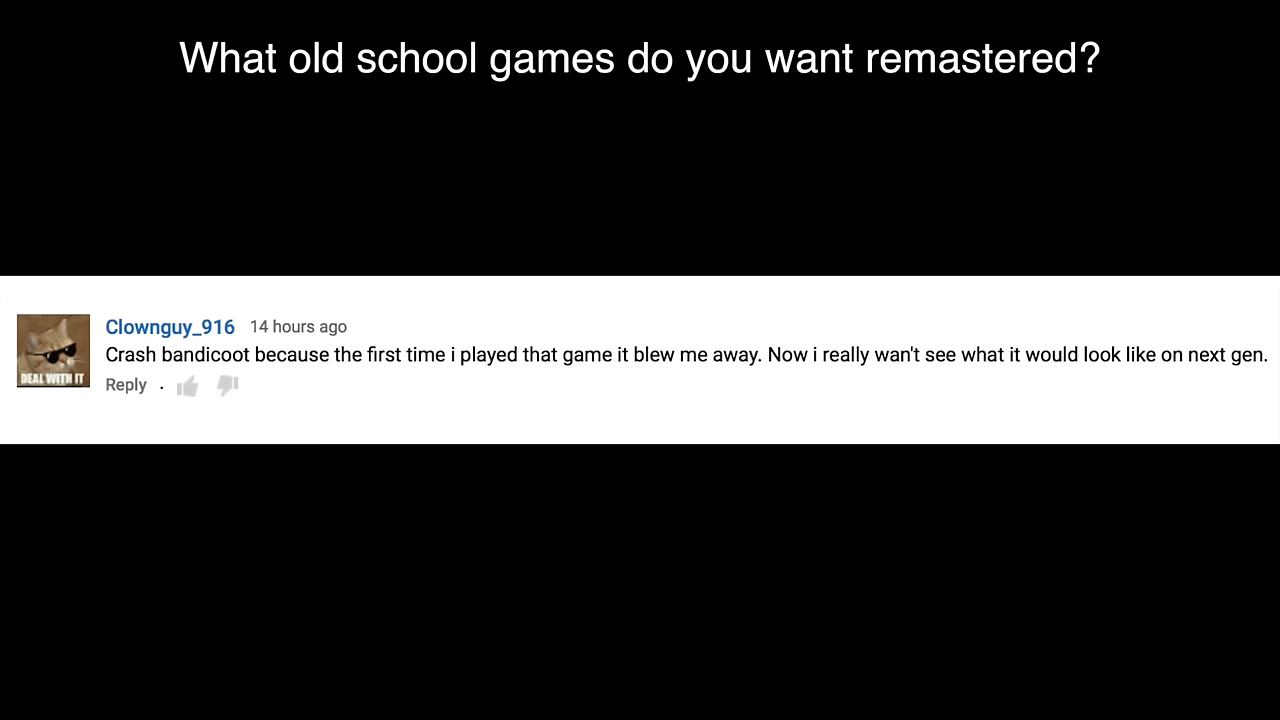 What old school games do you want remastered?
Clownguy_916 14 hours ago
Crash bandicoot because the first time i played that game it blew me away. Now i really wan't see what it would look like on next gen.
DEAL WITH IT
Reply .